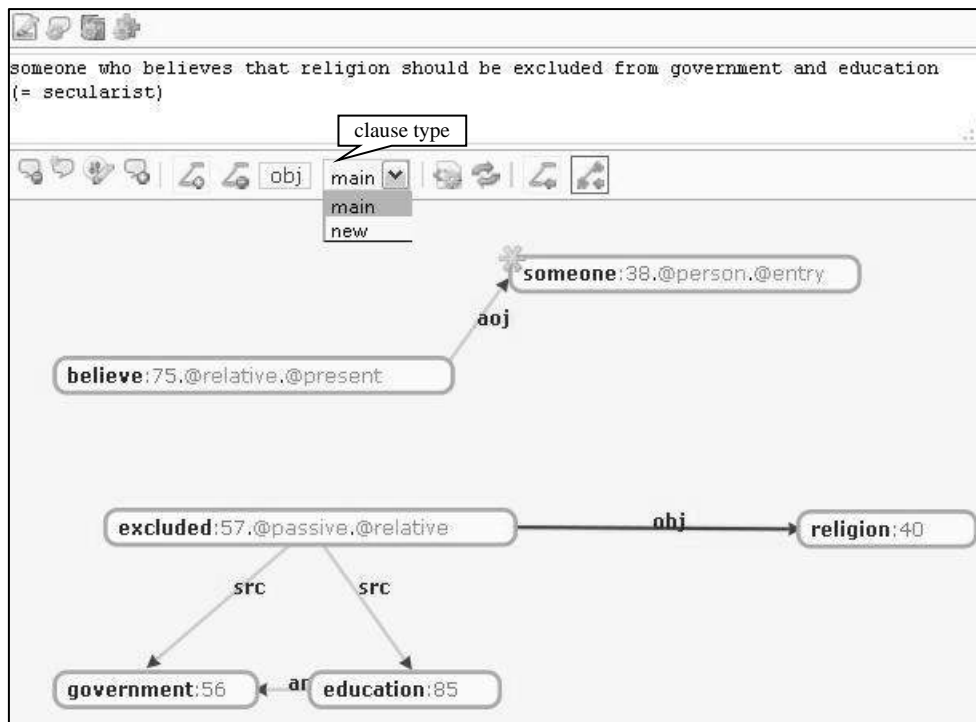 someone who believes that religion should be excluded from government and education
(= secularist)
clause type
obj
main
main
new
someone:38.@person.@entry
aoj
believe:75.@relative.@present
excluded:57.@passive.@relative
obj
religion:40
src
src
government:56
education:85